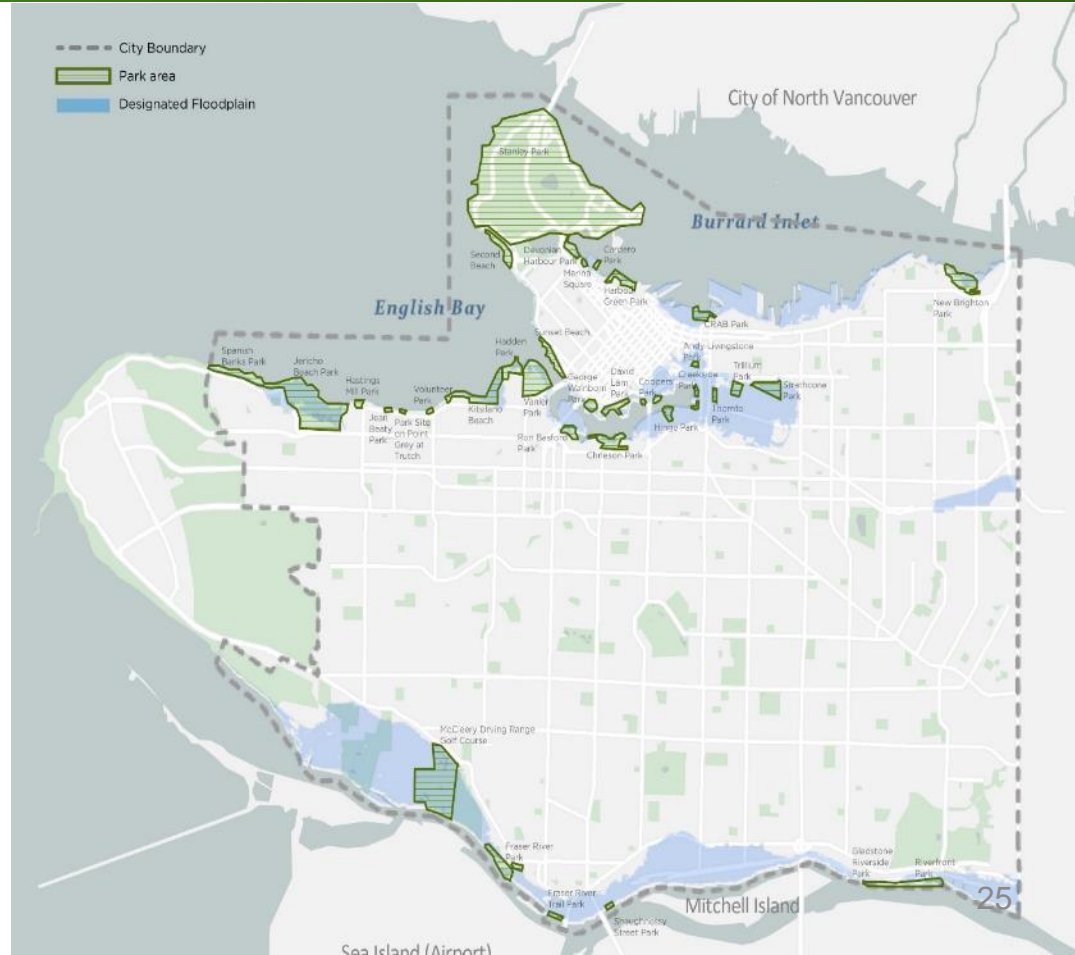 City Boundary
Park area
Designated Floodplain
City of North Vancouver
Stanley Park
Burrard Inlet
Second
Beach
Devonian
Harbour Park
Cardero
Park
Marina
Square
Harbour
Green Park
New Brighton
Park
English Bay
CRAB Park
Sunset Beach
Hadden
Park
Andy Livingstone
Park
Spanish
Banks Park
Jericho
Beach Park
Hastings
Mill Park
Volunteer
Park
George
Wainborn
Park
David
Lam
Park
Coopers
Park
Creekside
Park
Trillium
Park
Strathcona
Park
Jean
Beaty
Park
Park Site
on Point
Grey at
Trutch
Kitsilano
Beach
Vanier
Park
Hinge Park
Thornton
Park
Ron Basford
Park
Charleson Park
McCleery Driving Range
Golf Course
Fraser River
Park
Gladstone
Riverside
Park
Riverfront
Park
Fraser River
Trail Park
Mitchell Island
25
Shaughnessy
Street Park
Sea Island (Airport)